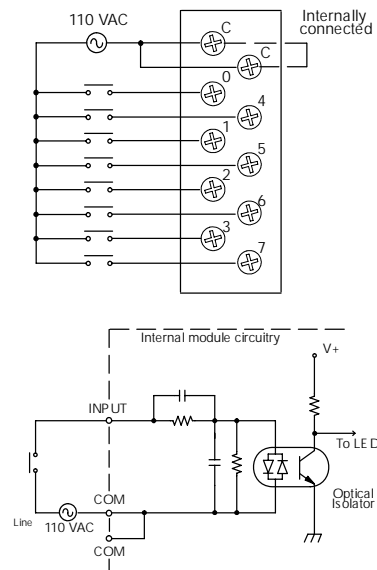 110 VAC
Internally
connected
C
C
0
4
1
5
2
6
3
7
Internal module circuitry
V+
INPUT
To LED
COM
Optical
Isolator
Line
110 VAC
COM